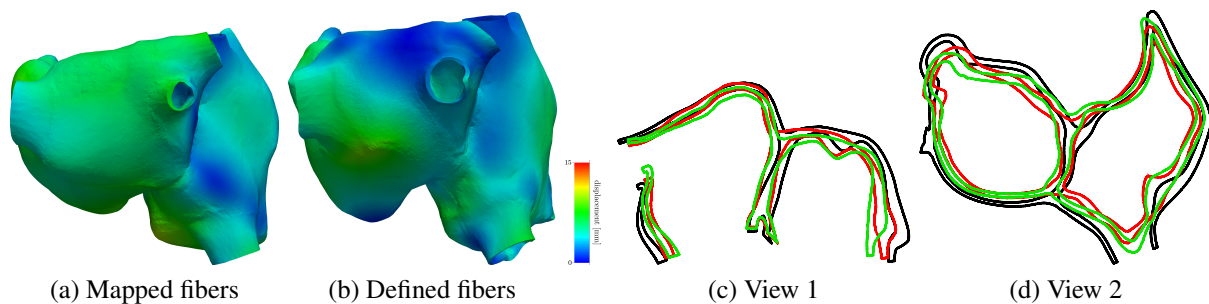 15
displacement [mm]
0
(a) Mapped fibers
(b) Defined fibers
(c) View 1
(d) View 2